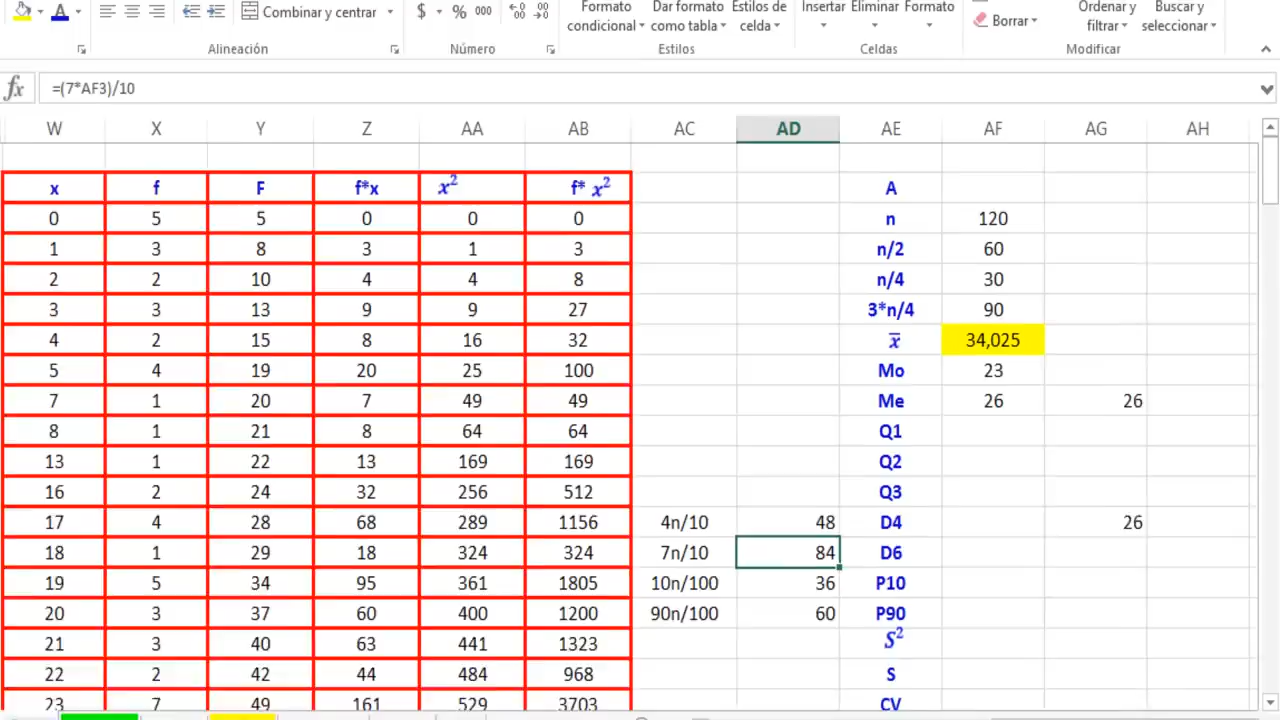 A Combinar y centrar $ % 000 Formato condicional Dar formato como tabla Estilos de celda Insertar Eliminar Formato Borrar Ordenar y filtrar Buscar y seleccionar
Alineación Número Estilos Celdas Modificar
fx =(7*AF3)/10
W X Y Z AA AB AC AD AE AF AG AH
x f F f*x x² f* x² A
0 5 5 0 0 0 n 120
1 3 8 3 1 3 n/2 60
2 2 10 4 4 8 n/4 30
3 3 13 9 9 27 3*n/4 90
4 2 15 8 16 32 x̅ 34,025
5 4 19 20 25 100 Mo 23
7 1 20 7 49 49 Me 26 26
8 1 21 8 64 64 Q1
13 1 22 13 169 169 Q2
16 2 24 32 256 512 Q3
17 4 28 68 289 1156 4n/10 48 D4 26
18 1 29 18 324 324 7n/10 84 D6
19 5 34 95 361 1805 10n/100 36 P10
20 3 37 60 400 1200 90n/100 60 P90
21 3 40 63 441 1323 S²
22 2 42 44 484 968 S
23 7 49 161 529 3703 CV